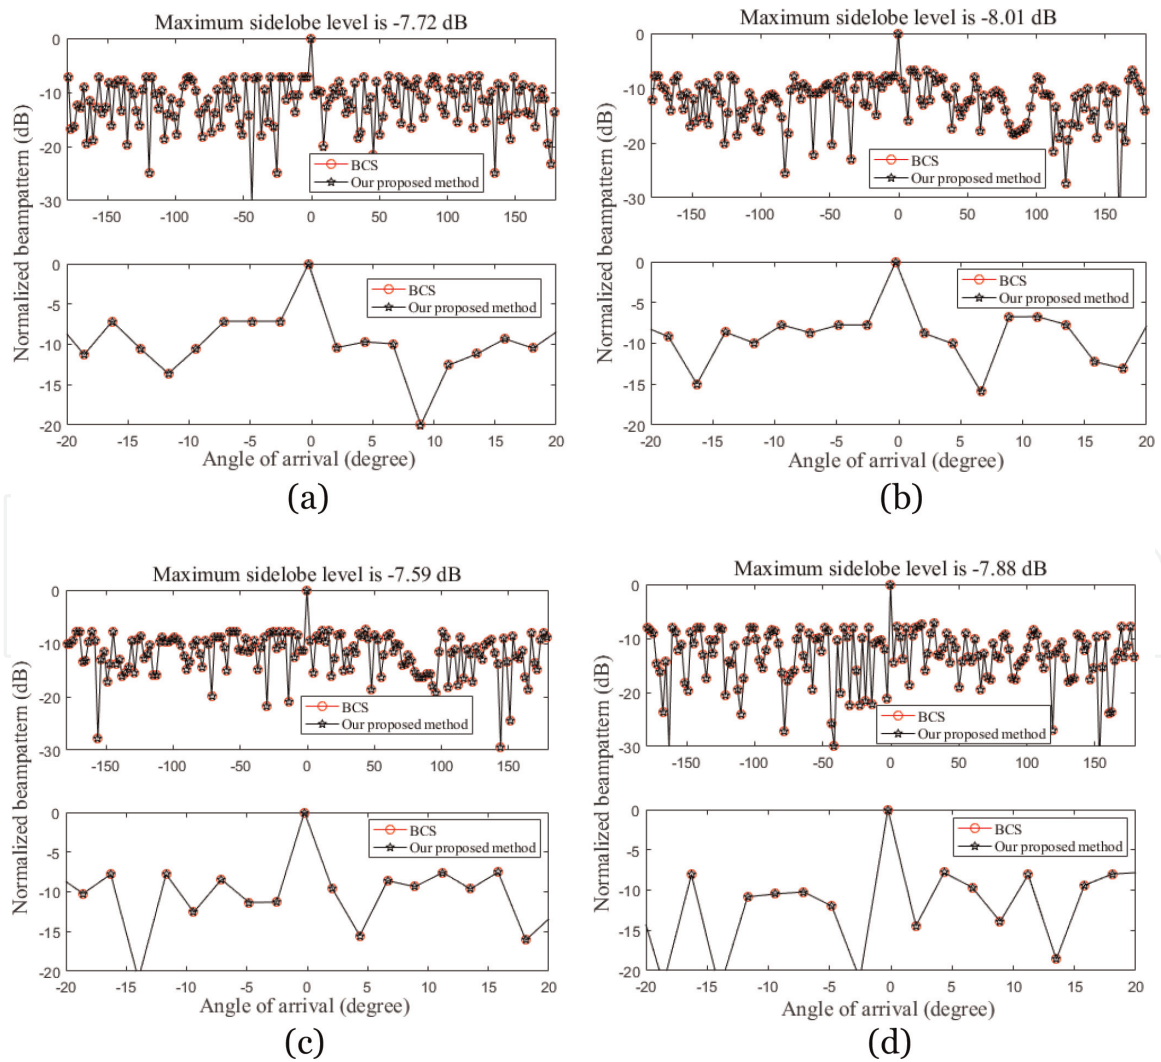 Maximum sidelobe level is -7.72 dB
0
-10
-20
-30
-150 -100 -50 0 50 100 150
BCS
Our proposed method
Normalized beampattern (dB)
0
-5
-10
-15
-20
-20 -15 -10 -5 0 5 10 15 20
BCS
Our proposed method
Angle of arrival (degree)
(a)
Maximum sidelobe level is -8.01 dB
0
-10
-20
-30
-150 -100 -50 0 50 100 150
BCS
Our proposed method
Normalized beampattern (dB)
0
-5
-10
-15
-20
-20 -15 -10 -5 0 5 10 15 20
BCS
Our proposed method
Angle of arrival (degree)
(b)
Maximum sidelobe level is -7.59 dB
0
-10
-20
-30
-150 -100 -50 0 50 100 150
BCS
Our proposed method
Normalized beampattern (dB)
0
-5
-10
-15
-20
-20 -15 -10 -5 0 5 10 15 20
BCS
Our proposed method
Angle of arrival (degree)
(c)
Maximum sidelobe level is -7.88 dB
0
-10
-20
-30
-150 -100 -50 0 50 100 150
BCS
Our proposed method
Normalized beampattern (dB)
0
-5
-10
-15
-20
-20 -15 -10 -5 0 5 10 15 20
BCS
Our proposed method
Angle of arrival (degree)
(d)